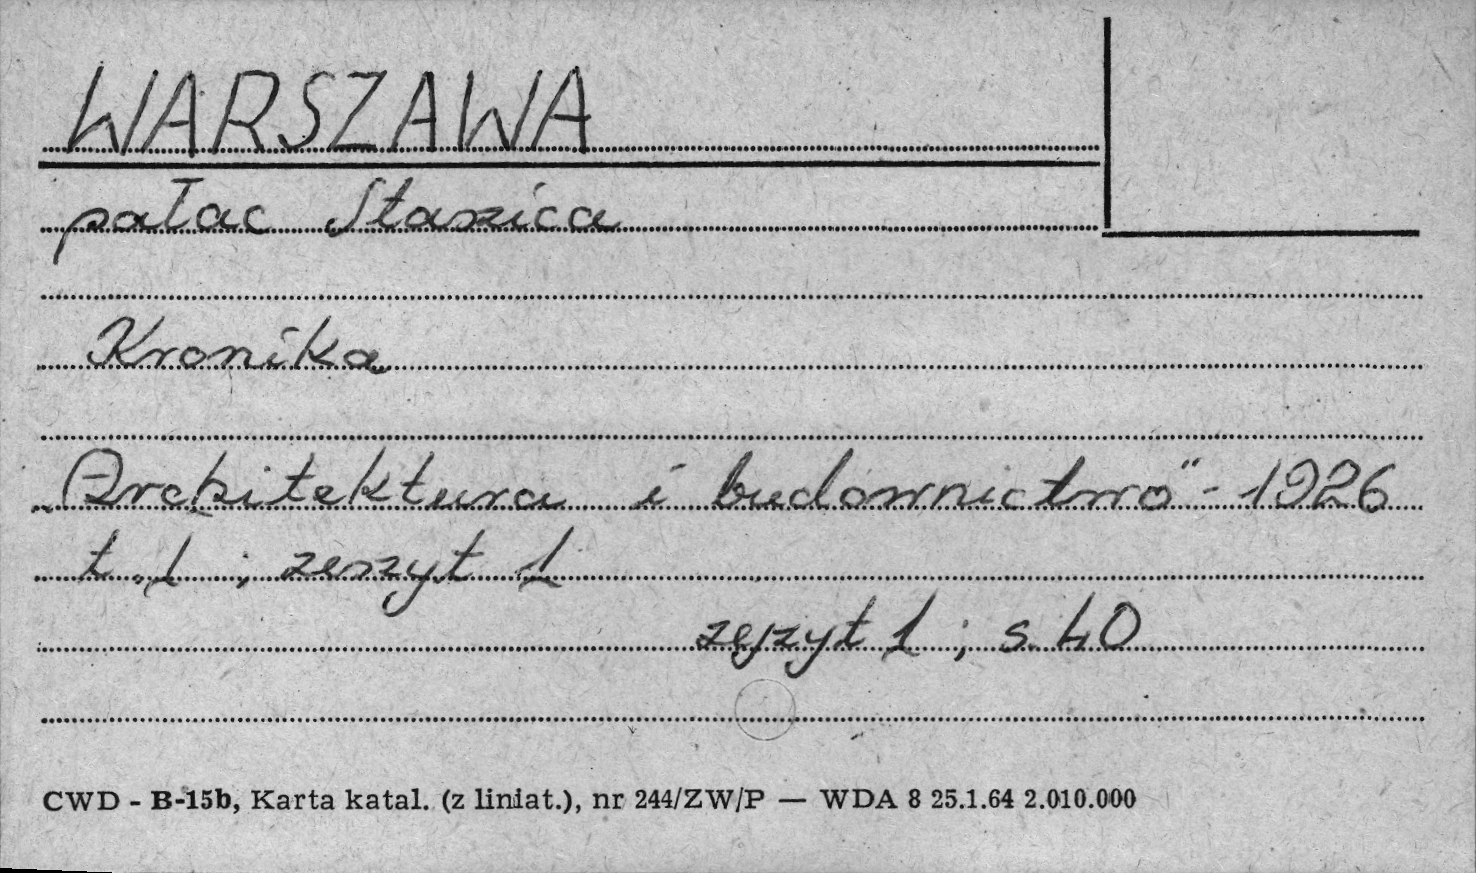 WARSZAWA
pałac Staszica
Kronika
„Architektura i budownictwo" - 1926
t. 1 ; zeszyt 1
zeszyt 1 ; s. 40
CWD - B-15b, Karta katal. (z liniat.), nr 244/ZW/P — WDA 8 25.1.64 2.010.000